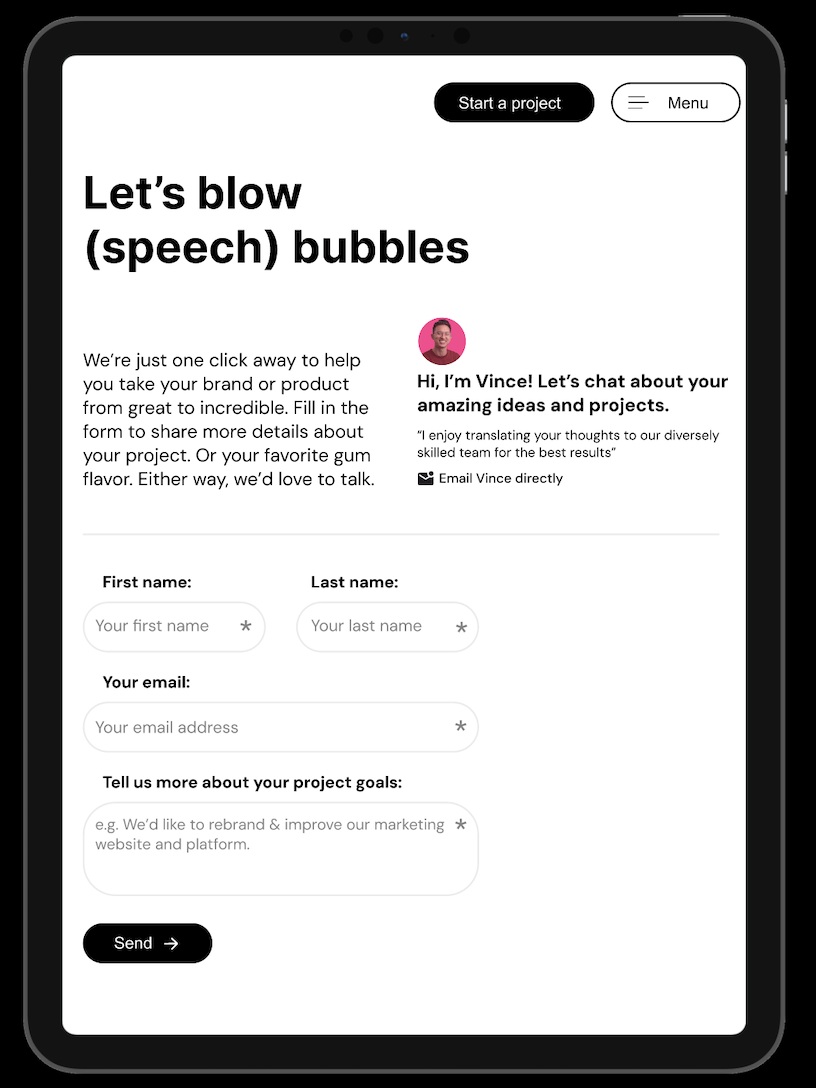 Start a project
Menu
Let’s blow
(speech) bubbles
We’re just one click away to help
you take your brand or product
from great to incredible. Fill in the
form to share more details about
your project. Or your favorite gum
flavor. Either way, we’d love to talk.
Hi, I’m Vince! Let’s chat about your
amazing ideas and projects.
“I enjoy translating your thoughts to our diversely
skilled team for the best results”
Email Vince directly
First name:
Last name:
Your first name *
Your last name *
Your email:
Your email address *
Tell us more about your project goals:
e.g. We’d like to rebrand & improve our marketing *
website and platform.
Send →